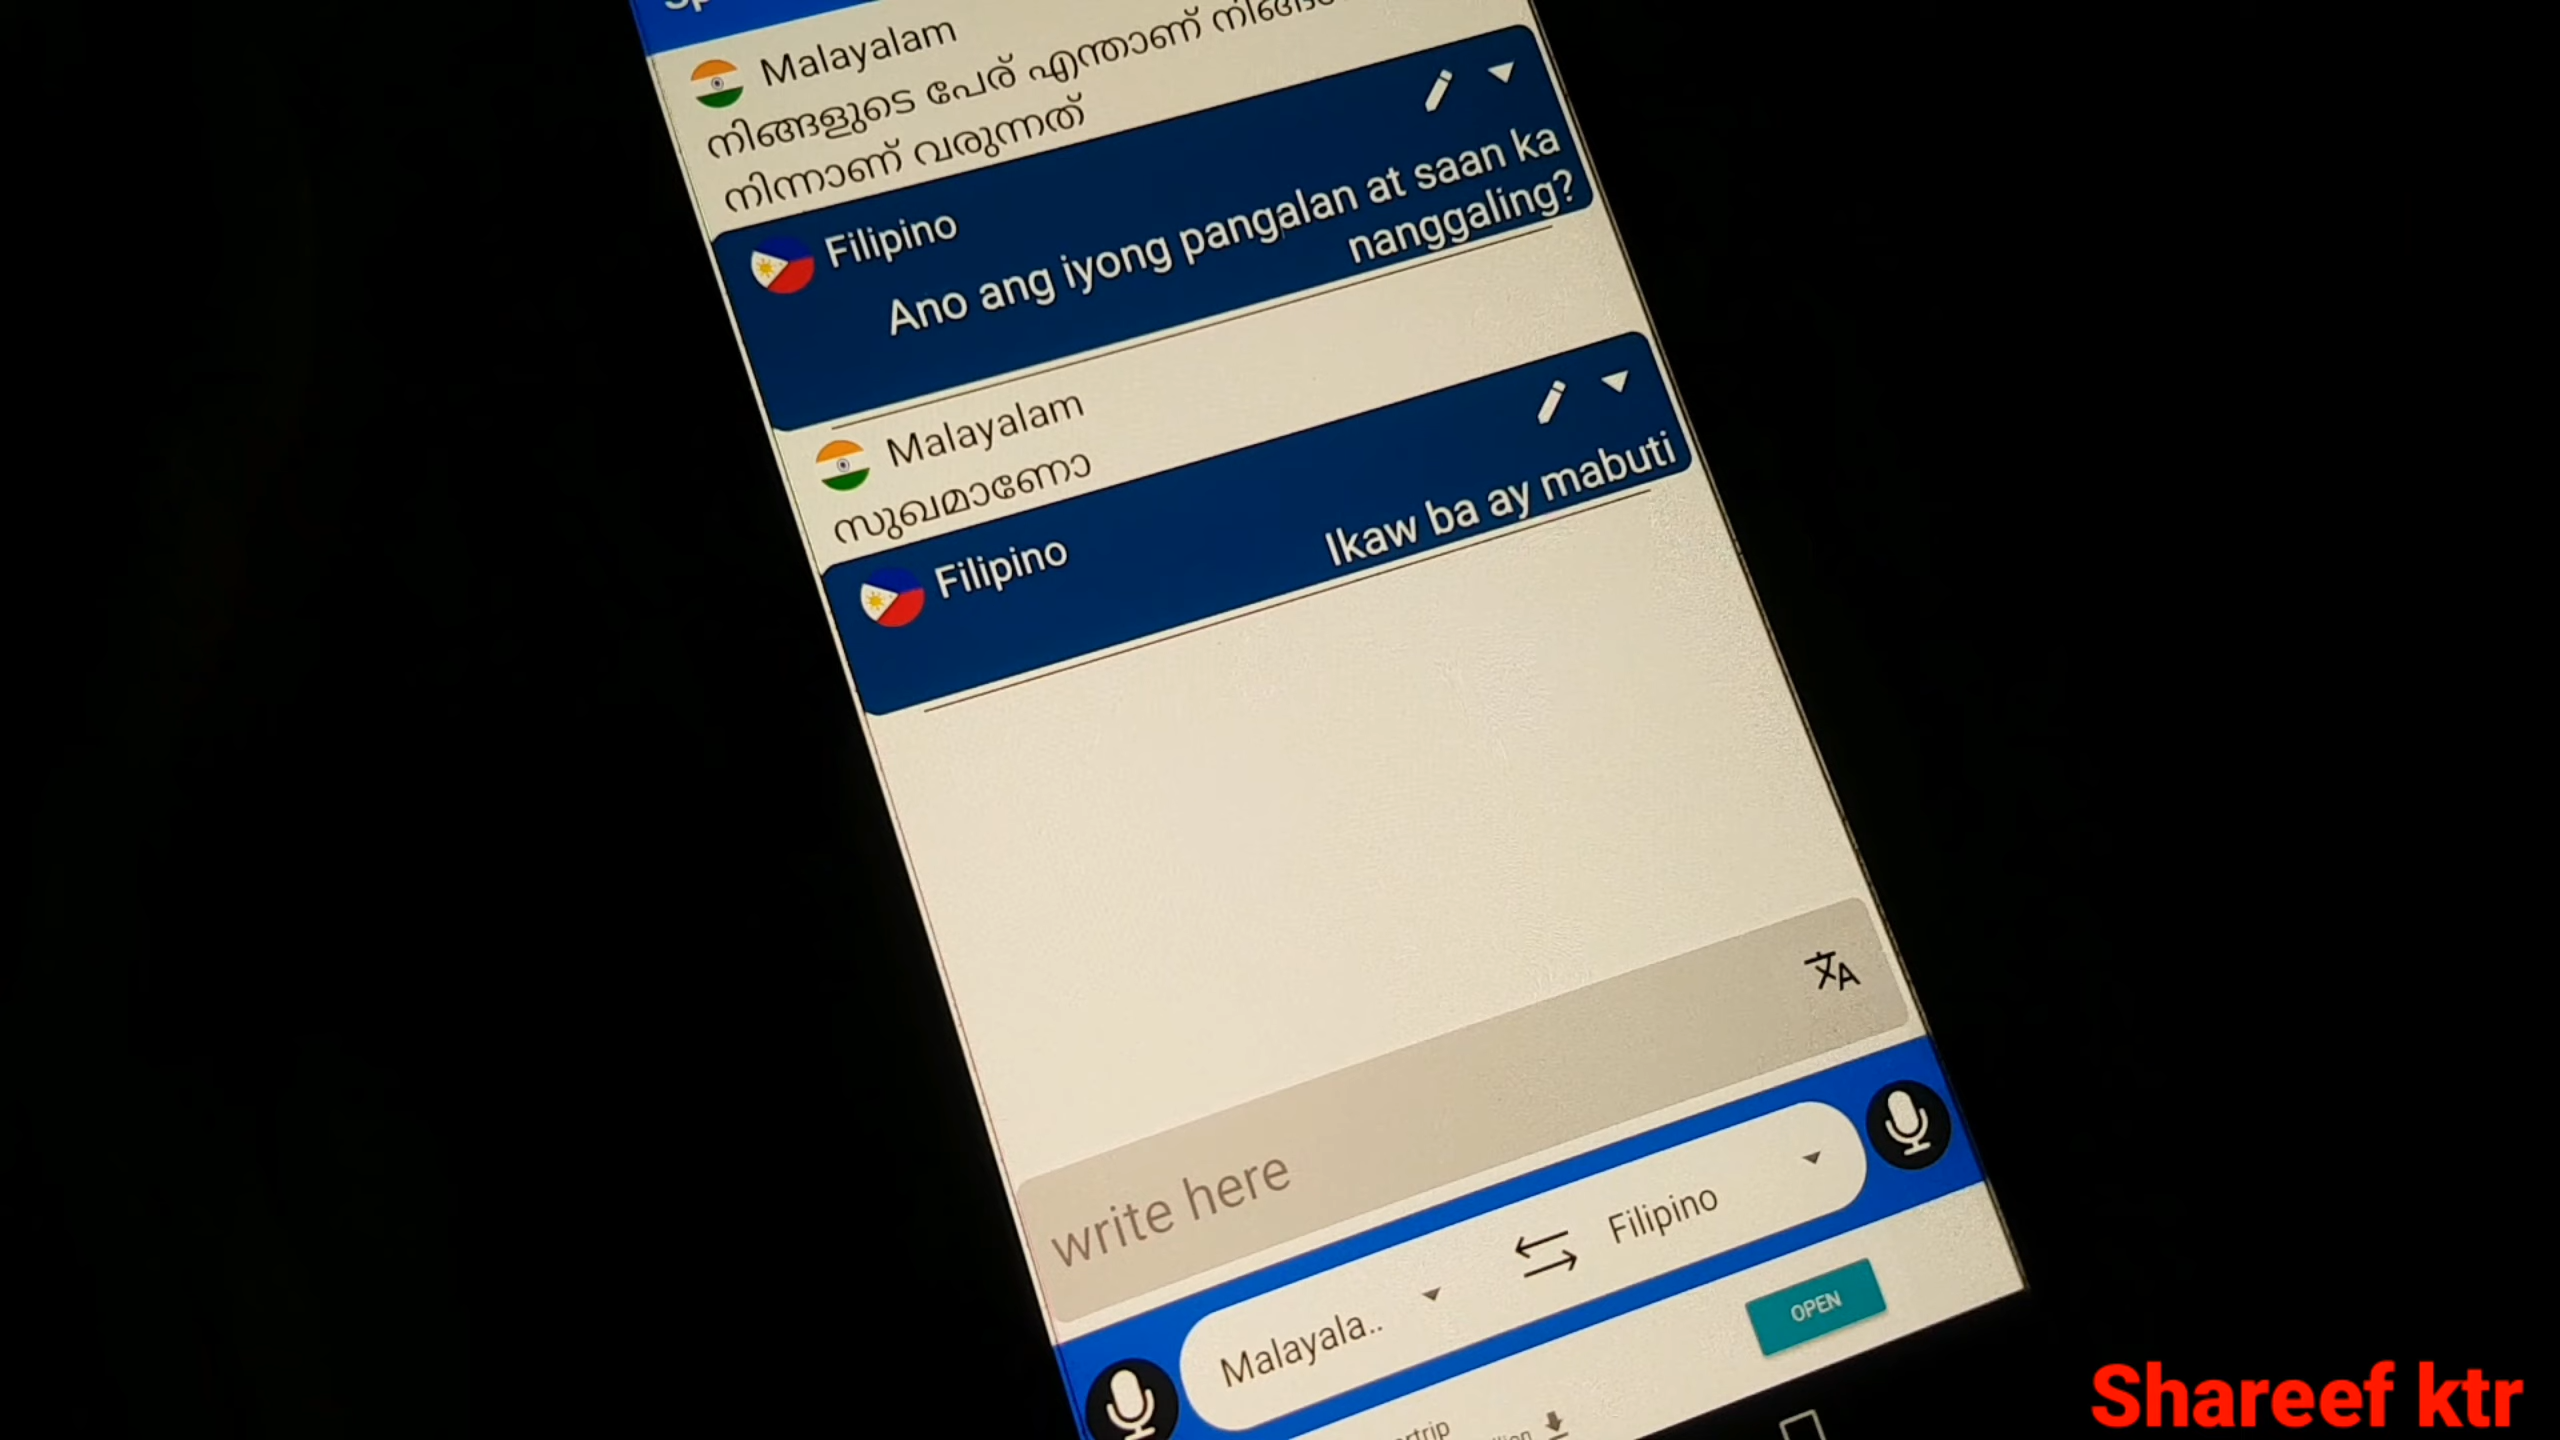 Malayalam
നിങ്ങളുടെ പേര് എന്താണ്
നിന്നാണ് വരുന്നത്
Filipino
Ano ang iyong pangalan at saan ka
nanggaling?
Malayalam
സുഖമാണോ
Filipino
Ikaw ba ay mabuti
write here
Malayala..
Filipino
OPEN
Shareef ktr